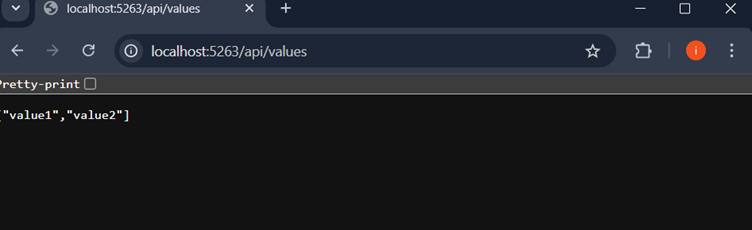 localhost:5263/api/values
localhost:5263/api/values
i
Pretty-print
["value1","value2"]